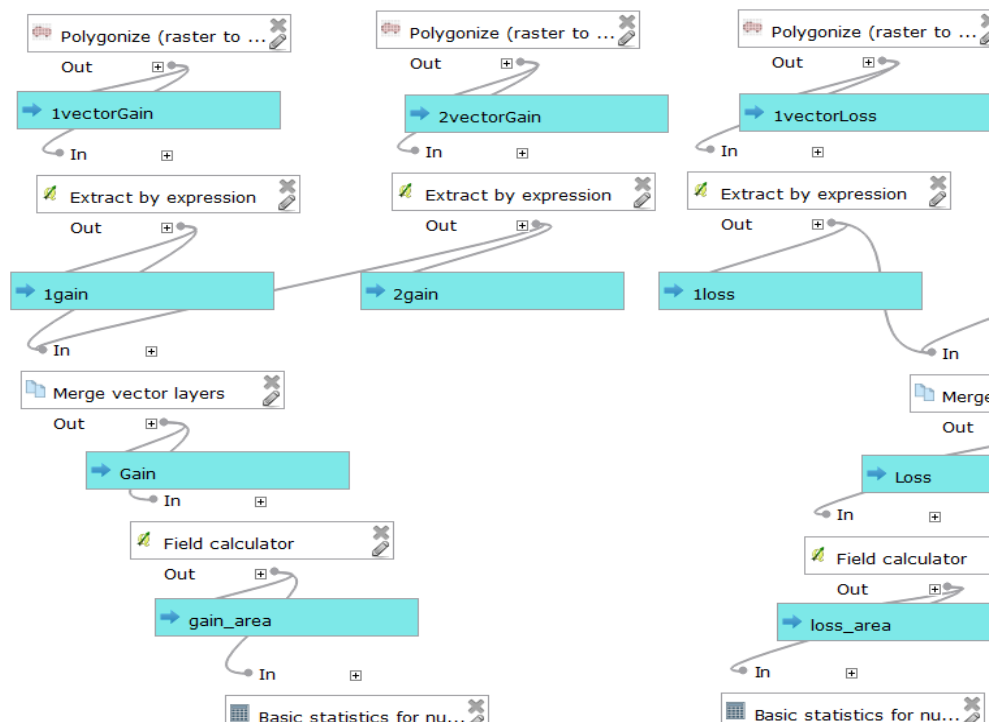 Polygonize (raster to ...
Polygonize (raster to ...
Polygonize (raster to ...
Out
Out
Out
1vectorGain
2vectorGain
1vectorLoss
In
In
In
Extract by expression
Extract by expression
Extract by expression
Out
Out
Out
1gain
2gain
1loss
In
In
Merge vector layers
Merge
Out
Out
Gain
Loss
In
In
Field calculator
Field calculator
Out
Out
gain_area
loss_area
In
In
Basic statistics for nu...
Basic statistics for nu...